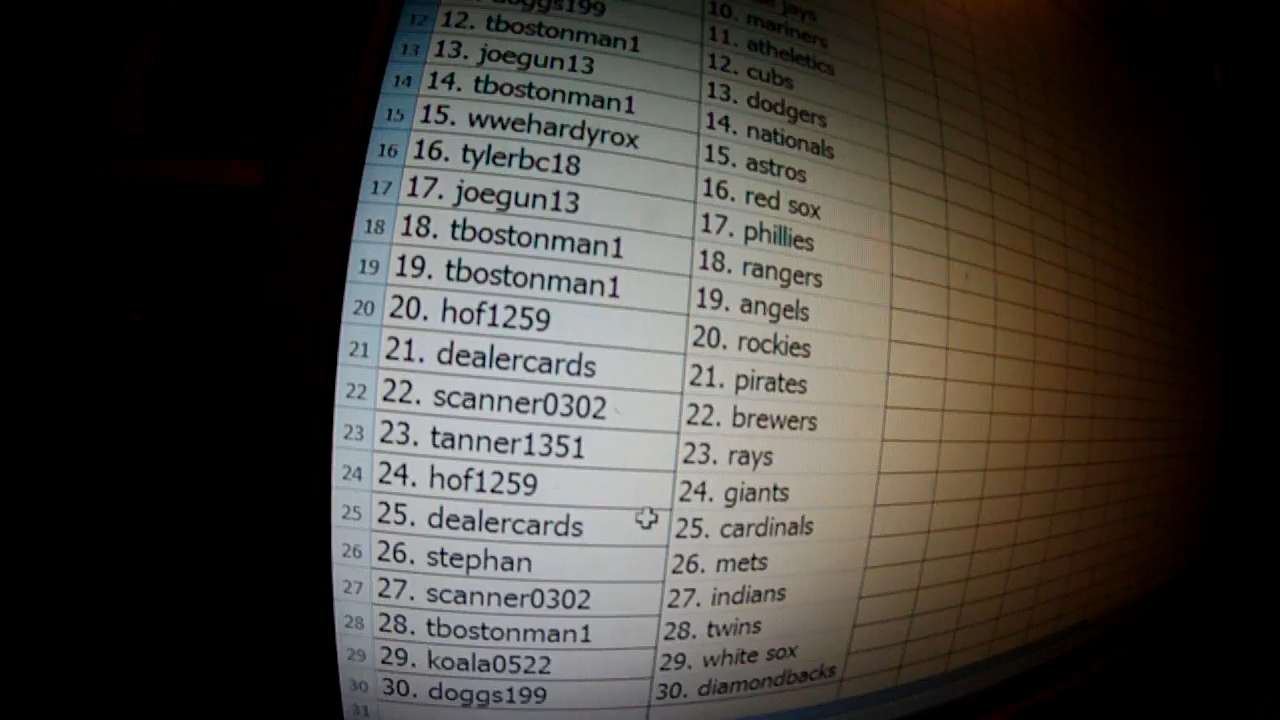 doggs199 jays
10. mariners
12 12. tbostonman1 11. atheletics
13 13. joegun13 12. cubs
14 14. tbostonman1 13. dodgers
15 15. wwehardyrox 14. nationals
16 16. tylerbc18 15. astros
17 17. joegun13 16. red sox
18 18. tbostonman1 17. phillies
19 19. tbostonman1 18. rangers
20 20. hof1259 19. angels
21 21. dealercards 20. rockies
22 22. scanner0302 21. pirates
23 23. tanner1351 22. brewers
24 24. hof1259 23. rays
25 25. dealercards 24. giants
26 26. stephan 25. cardinals
27 27. scanner0302 26. mets
28 28. tbostonman1 27. indians
29 29. koala0522 28. twins
30 30. doggs199 29. white sox
31 30. diamondbacks